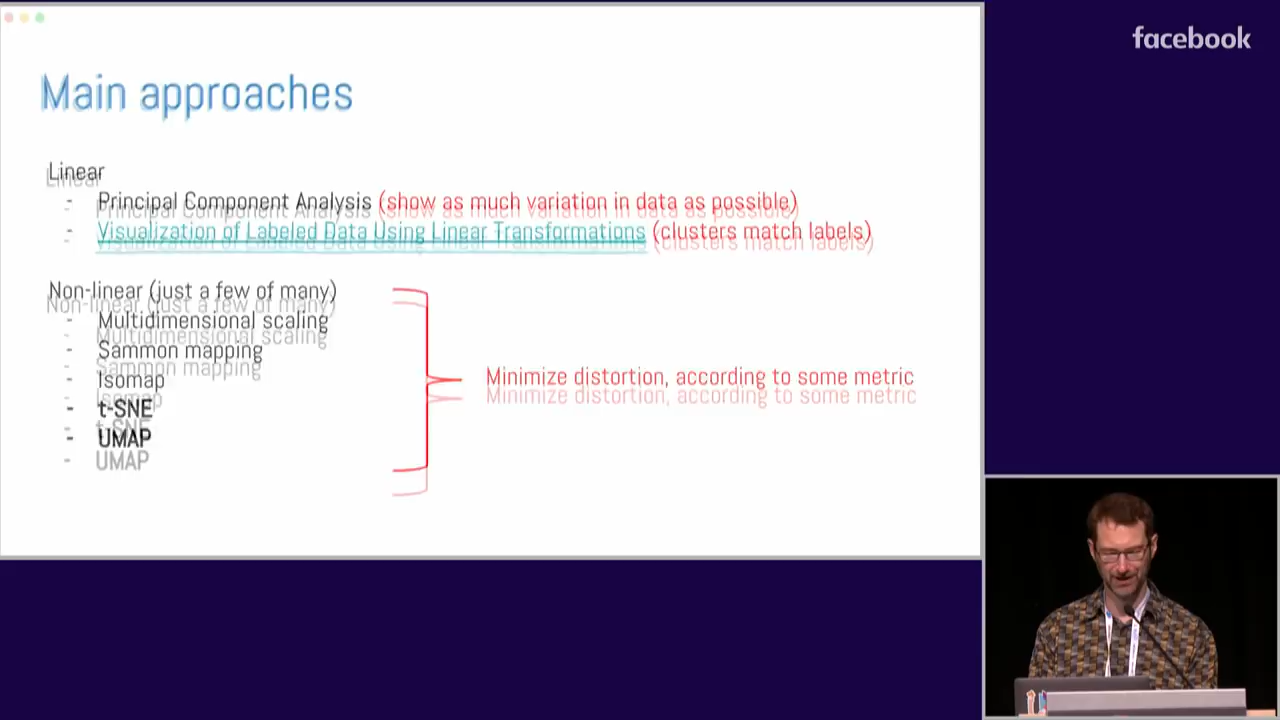 facebook
Main approaches
Linear
- Principal Component Analysis (show as much variation in data as possible)
- Visualization of Labeled Data Using Linear Transformations (clusters match labels)
Non-linear (just a few of many)
- Multidimensional scaling
- Sammon mapping
- Isomap
- t-SNE
- UMAP
Minimize distortion, according to some metric